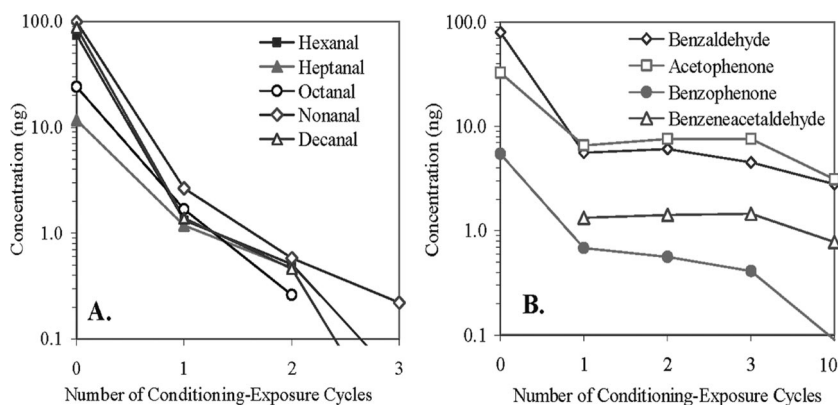 100.0
10.0
1.0
0.1
Concentration (ng)
Hexanal
Heptanal
Octanal
Nonanal
Decanal
A.
0 1 2 3
Number of Conditioning-Exposure Cycles
100.0
10.0
1.0
0.1
Concentration (ng)
Benzaldehyde
Acetophenone
Benzophenone
Benzeneacetaldehyde
B.
0 1 2 3 10
Number of Conditioning-Exposure Cycles